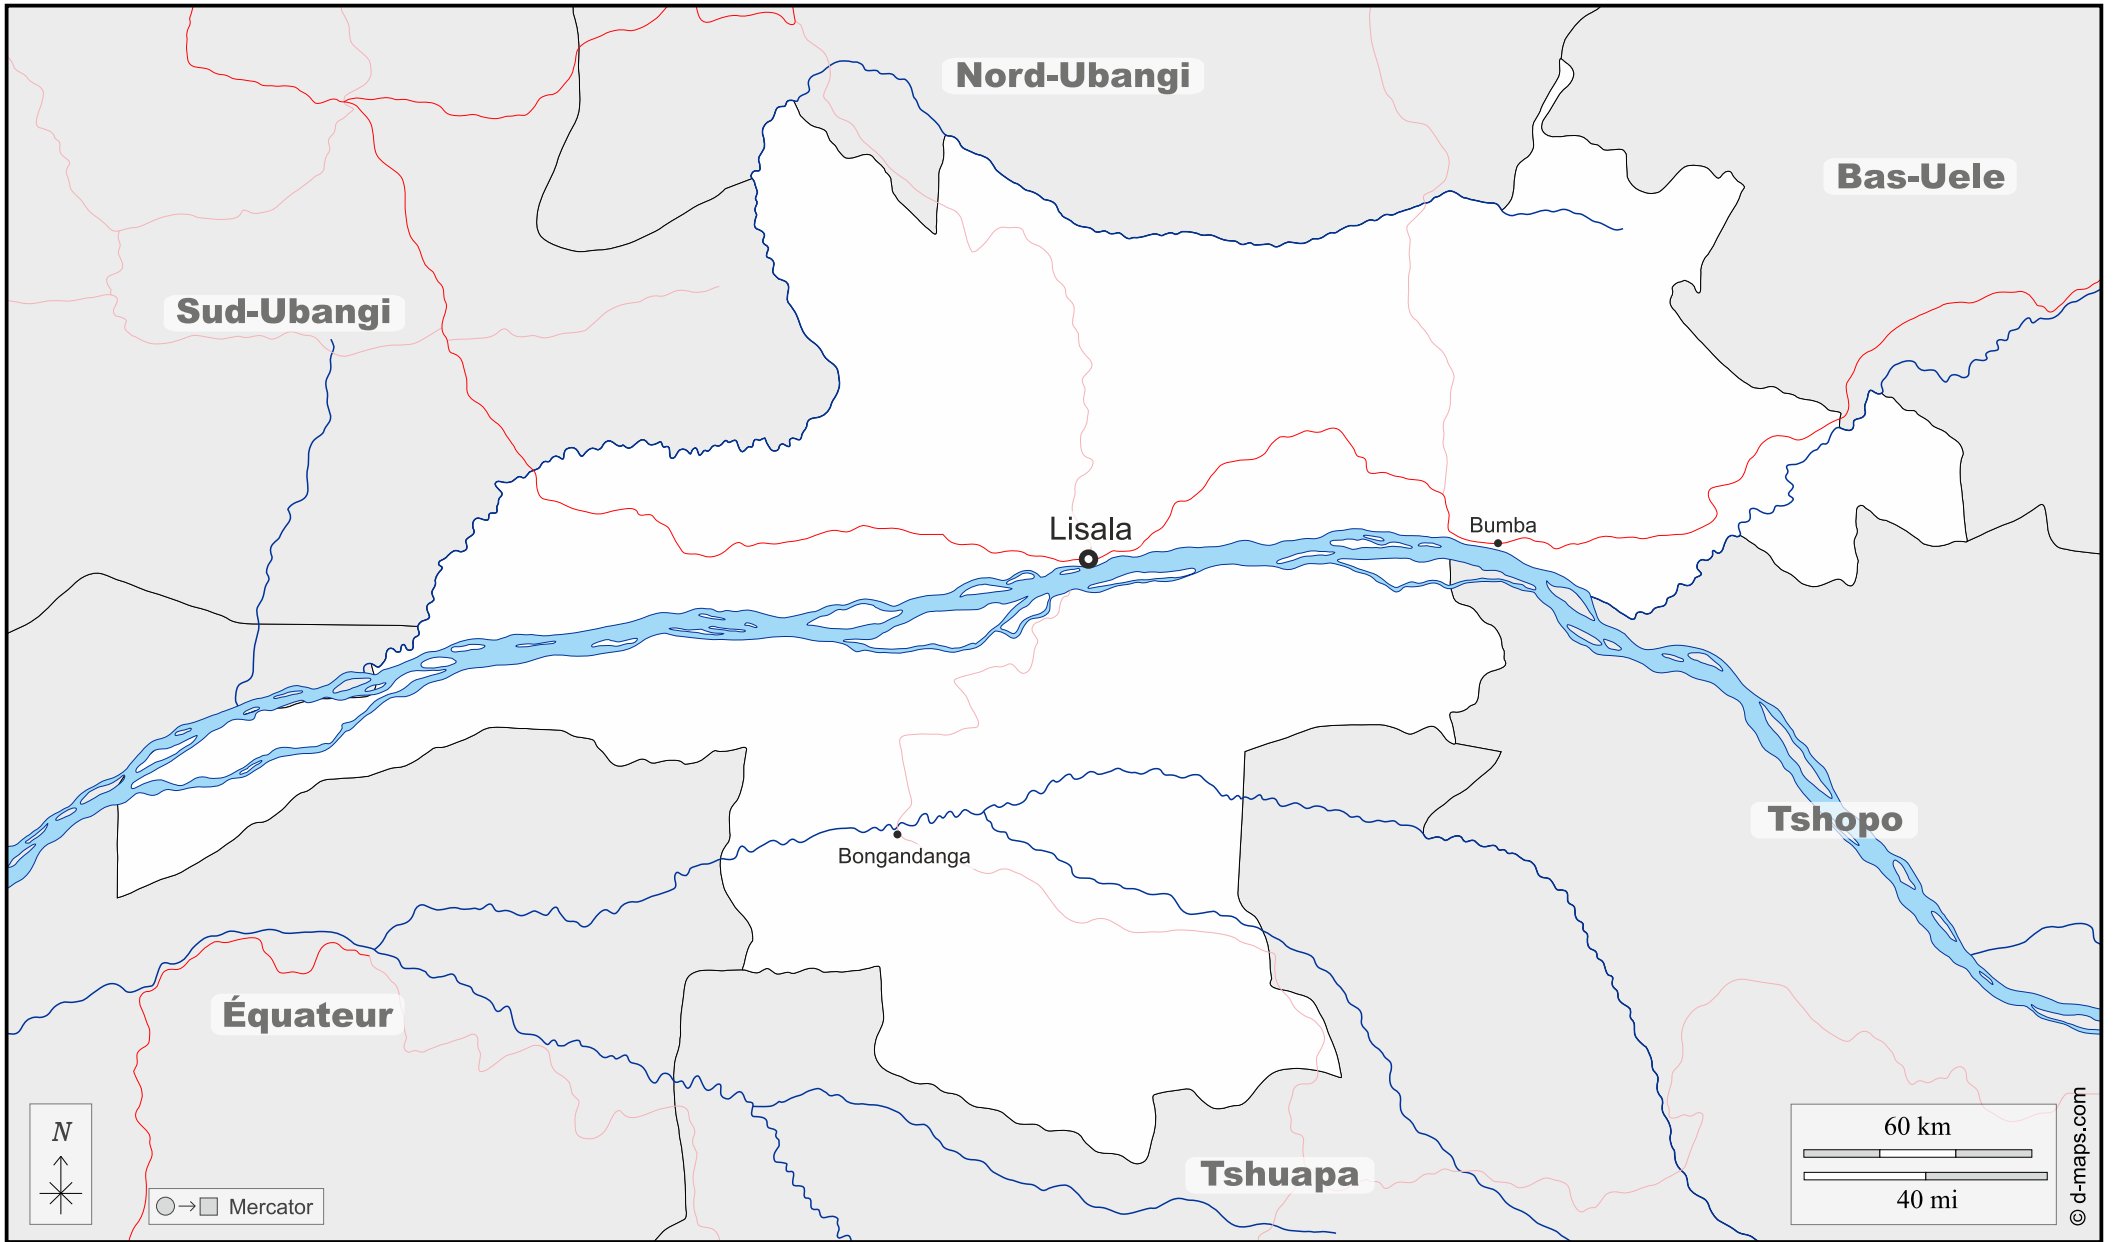 Nord-Ubangi
Bas-Uele
Sud-Ubangi
Lisala
Bumba
Tshopo
Bongandanga
Équateur
Tshuapa
N
Mercator
60 km
40 mi
© d-maps.com